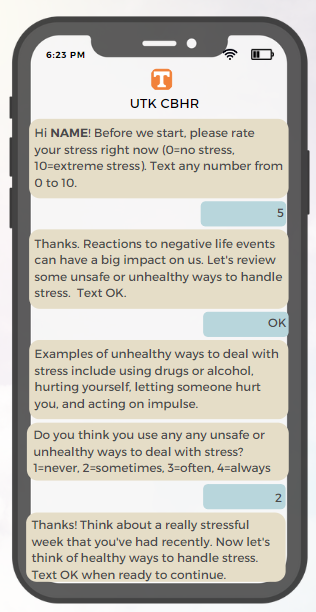 6:23 PM
T
UTK CBHR
Hi NAME! Before we start, please rate
your stress right now (0=no stress,
10=extreme stress). Text any number from
0 to 10.
5
Thanks. Reactions to negative life events
can have a big impact on us. Let's review
some unsafe or unhealthy ways to handle
stress. Text OK.
OK
Examples of unhealthy ways to deal with
stress include using drugs or alcohol,
hurting yourself, letting someone hurt
you, and acting on impulse.
Do you think you use any any unsafe or
unhealthy ways to deal with stress?
1=never, 2=sometimes, 3=often, 4=always
2
Thanks! Think about a really stressful
week that you've had recently. Now let's
think of healthy ways to handle stress.
Text OK when ready to continue.